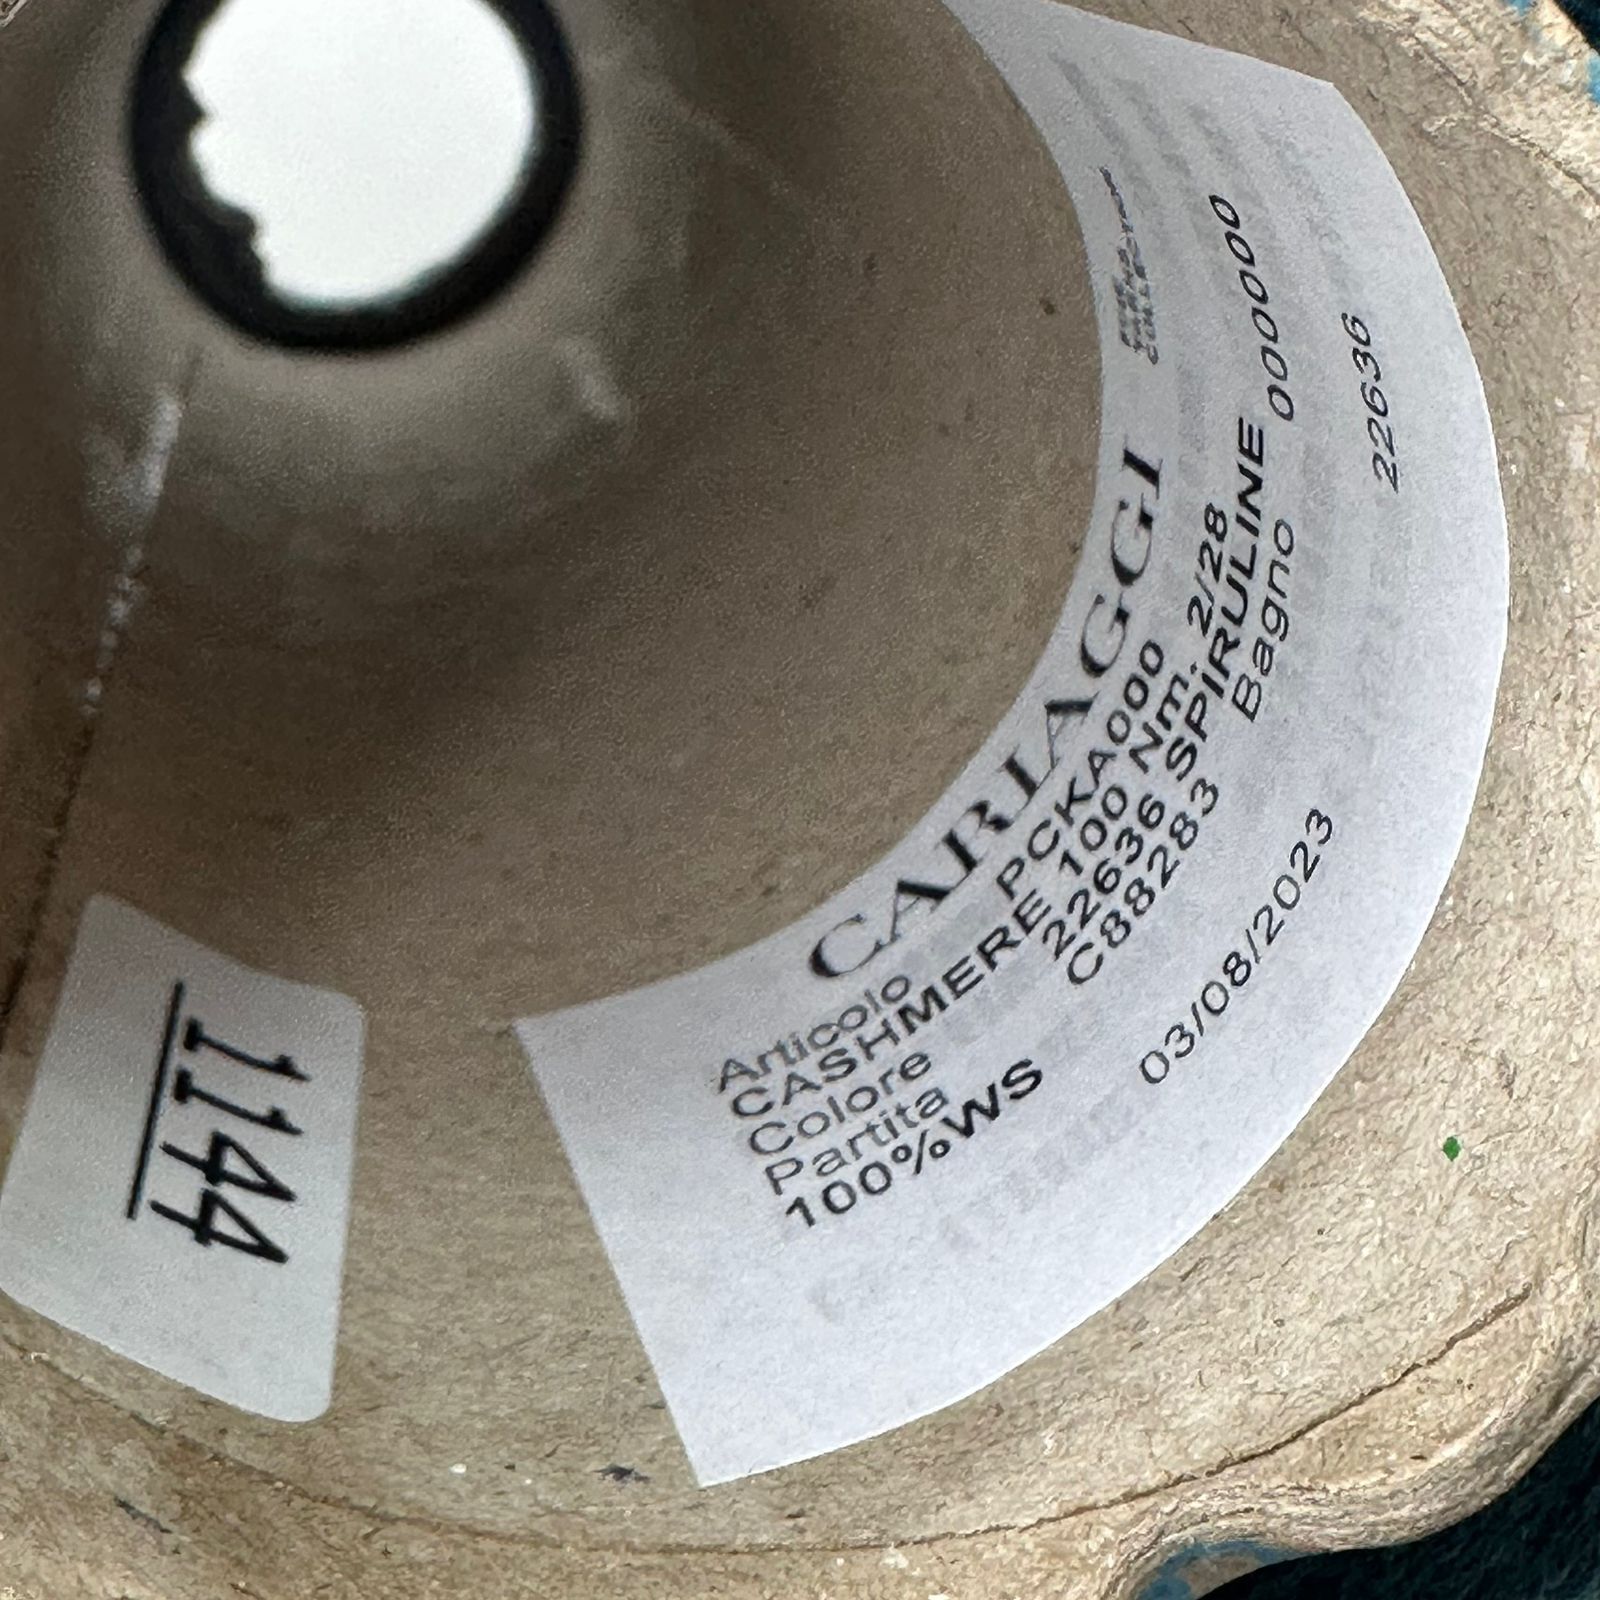 CARIAGGI
Articolo PCKA000
CASHMERE 100 Nm. 2/28
Colore 22636 SPIRULINE 000000
Partita C88283 Bagno
100%WS
03/08/2023 22636
1144